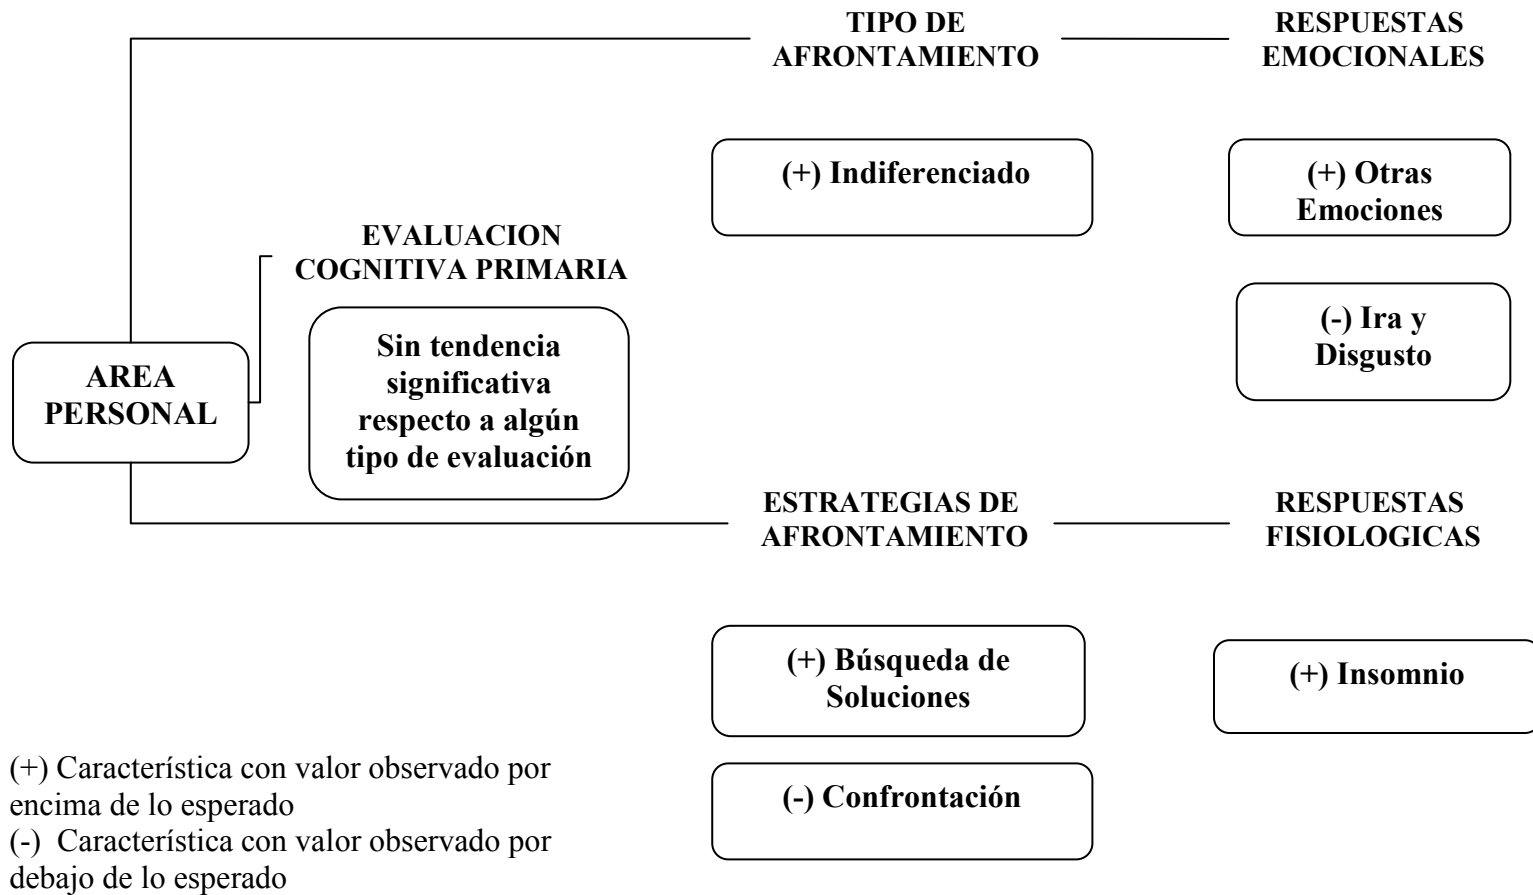 TIPO DE
AFRONTAMIENTO
RESPUESTAS
EMOCIONALES
(+) Indiferenciado
(+) Otras
Emociones
EVALUACION
COGNITIVA PRIMARIA
(-) Ira y
Disgusto
Sin tendencia
significativa
respecto a algún
tipo de evaluación
AREA
PERSONAL
ESTRATEGIAS DE
AFRONTAMIENTO
RESPUESTAS
FISIOLOGICAS
(+) Búsqueda de
Soluciones
(+) Insomnio
(-) Confrontación
(+) Característica con valor observado por
encima de lo esperado
(-) Característica con valor observado por
debajo de lo esperado